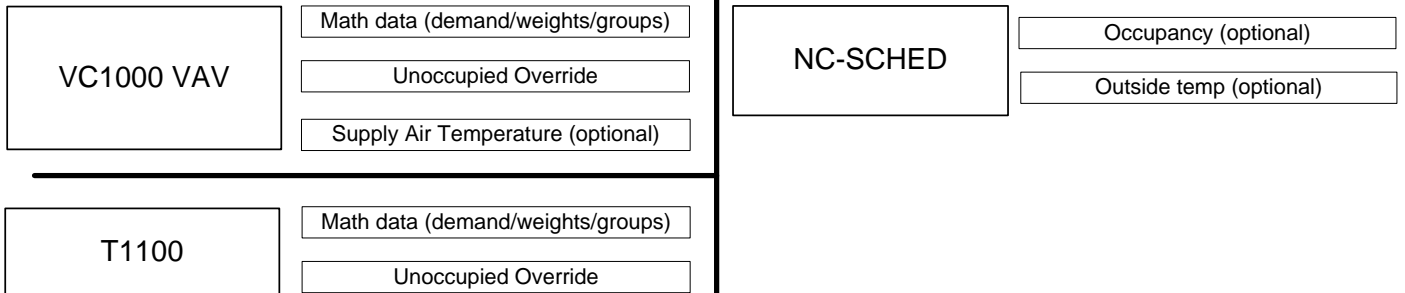 VC1000 VAV
Math data (demand/weights/groups)
Unoccupied Override
Supply Air Temperature (optional)
T1100
Math data (demand/weights/groups)
Unoccupied Override
NC-SCHED
Occupancy (optional)
Outside temp (optional)